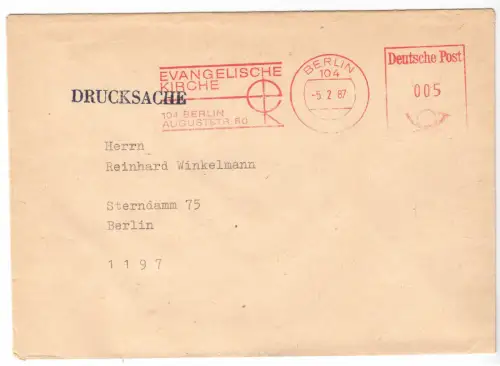 EVANGELISCHE
KIRCHE
DRUCKSACHE
104 BERLIN
AUGUSTSTR. 80
BERLIN
104
-5. 2. 87
Deutsche Post
005
Herrn
Reinhard Winkelmann
Sterndamm 75
Berlin
1197